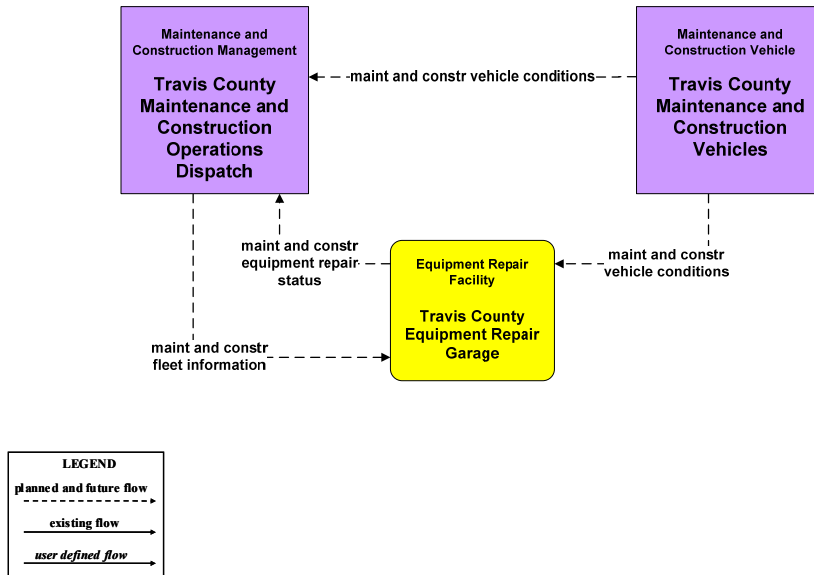 Maintenance and
Construction Management
Travis County
Maintenance and
Construction
Operations
Dispatch
maint and constr vehicle conditions
Maintenance and
Construction Vehicle
Travis County
Maintenance and
Construction
Vehicles
maint and constr
equipment repair
status
Equipment Repair
Facility
Travis County
Equipment Repair
Garage
maint and constr
vehicle conditions
maint and constr
fleet information
LEGEND
planned and future flow
existing flow
user defined flow